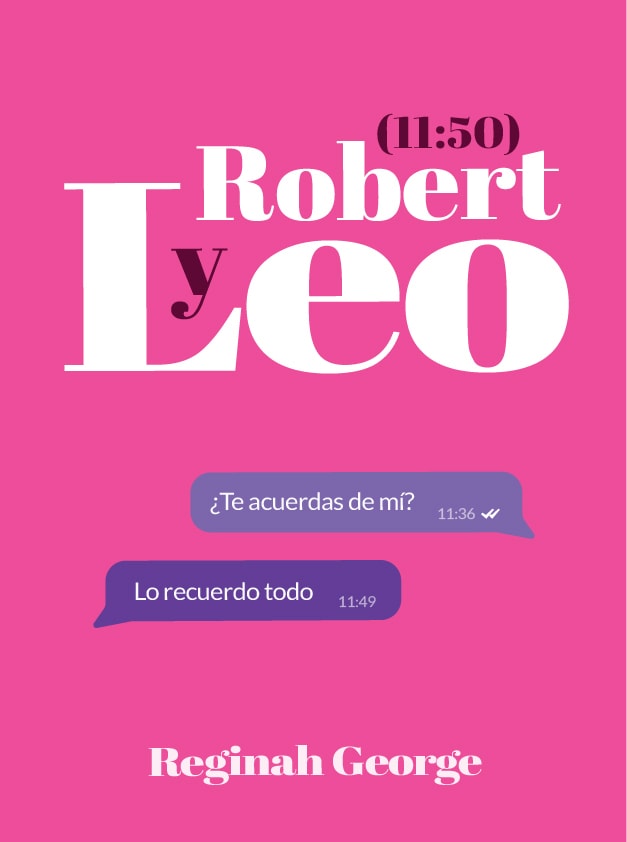 (11:50)
Robert
y
Leo
¿Te acuerdas de mí? 11:36
Lo recuerdo todo 11:49
Reginah George